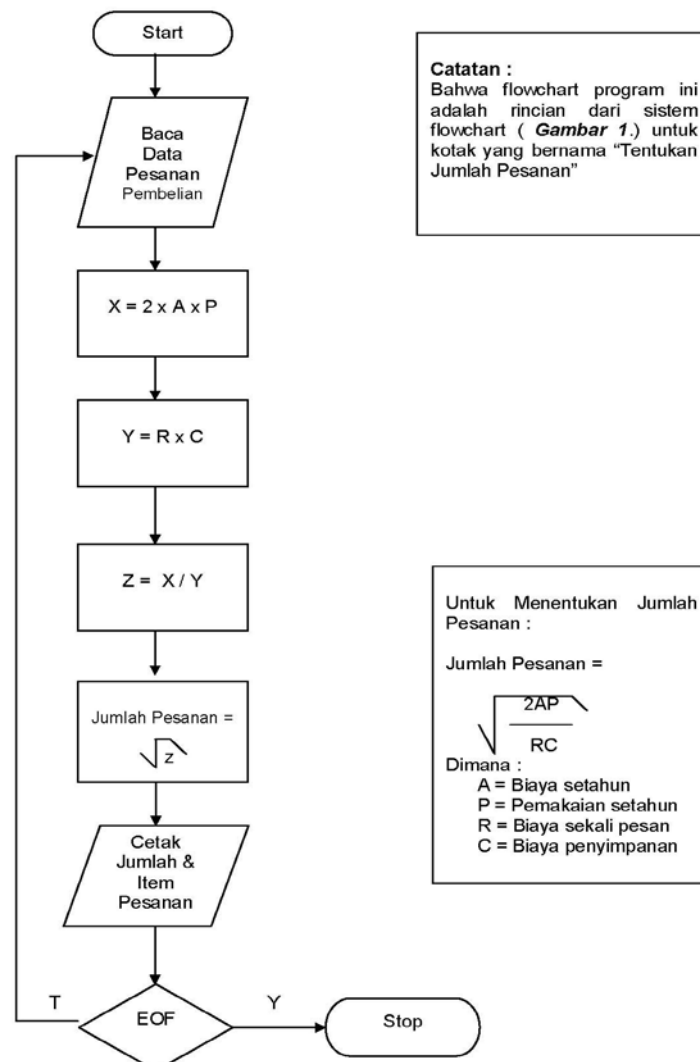 Start
Baca
Data
Pesanan
Pembelian
X = 2 x A x P
Y = R x C
Z = X / Y
Jumlah Pesanan =
√z
Cetak
Jumlah &
Item
Pesanan
EOF
T
Y
Stop
Catatan :
Bahwa flowchart program ini
adalah rincian dari sistem
flowchart ( Gambar 1.) untuk
kotak yang bernama “Tentukan
Jumlah Pesanan”
Untuk Menentukan Jumlah
Pesanan :
Jumlah Pesanan =
√
2AP
RC
Dimana :
A = Biaya setahun
P = Pemakaian setahun
R = Biaya sekali pesan
C = Biaya penyimpanan